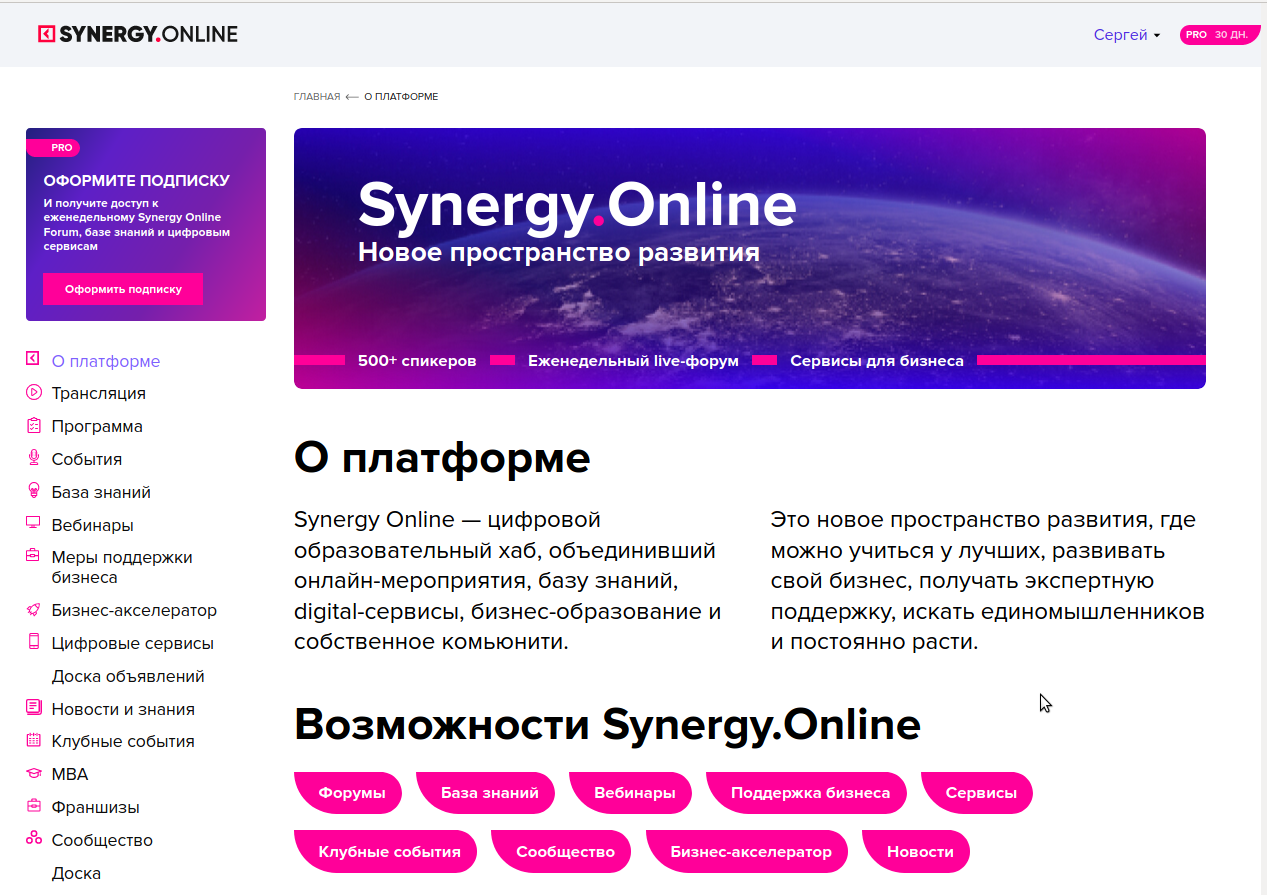 SYNERGY.ONLINE
Сергей
PRO 30 ДН.
ГЛАВНАЯ О ПЛАТФОРМЕ
PRO
ОФОРМИТЕ ПОДПИСКУ
И получите доступ к
еженедельному Synergy Online
Forum, базе знаний и цифровым
сервисам
Оформить подписку
О платформе
Трансляция
Программа
События
База знаний
Вебинары
Меры поддержки
бизнеса
Бизнес-акселератор
Цифровые сервисы
Доска объявлений
Новости и знания
Клубные события
MBA
Франшизы
Сообщество
Доска
Synergy.Online
Новое пространство развития
500+ спикеров Еженедельный live-форум Сервисы для бизнеса
О платформе
Synergy Online — цифровой
образовательный хаб, объединивший
онлайн-мероприятия, базу знаний,
digital-сервисы, бизнес-образование и
собственное комьюнити.
Это новое пространство развития, где
можно учиться у лучших, развивать
свой бизнес, получать экспертную
поддержку, искать единомышленников
и постоянно расти.
Возможности Synergy.Online
Форумы База знаний Вебинары Поддержка бизнеса Сервисы
Клубные события Сообщество Бизнес-акселератор Новости